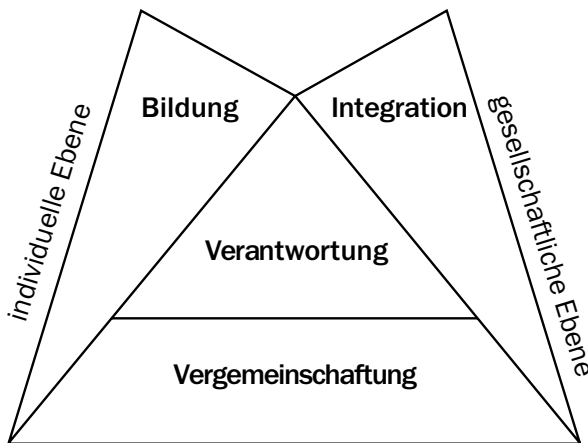 Bildung
Integration
individuelle Ebene
gesellschaftliche Ebene
Verantwortung
Vergemeinschaftung